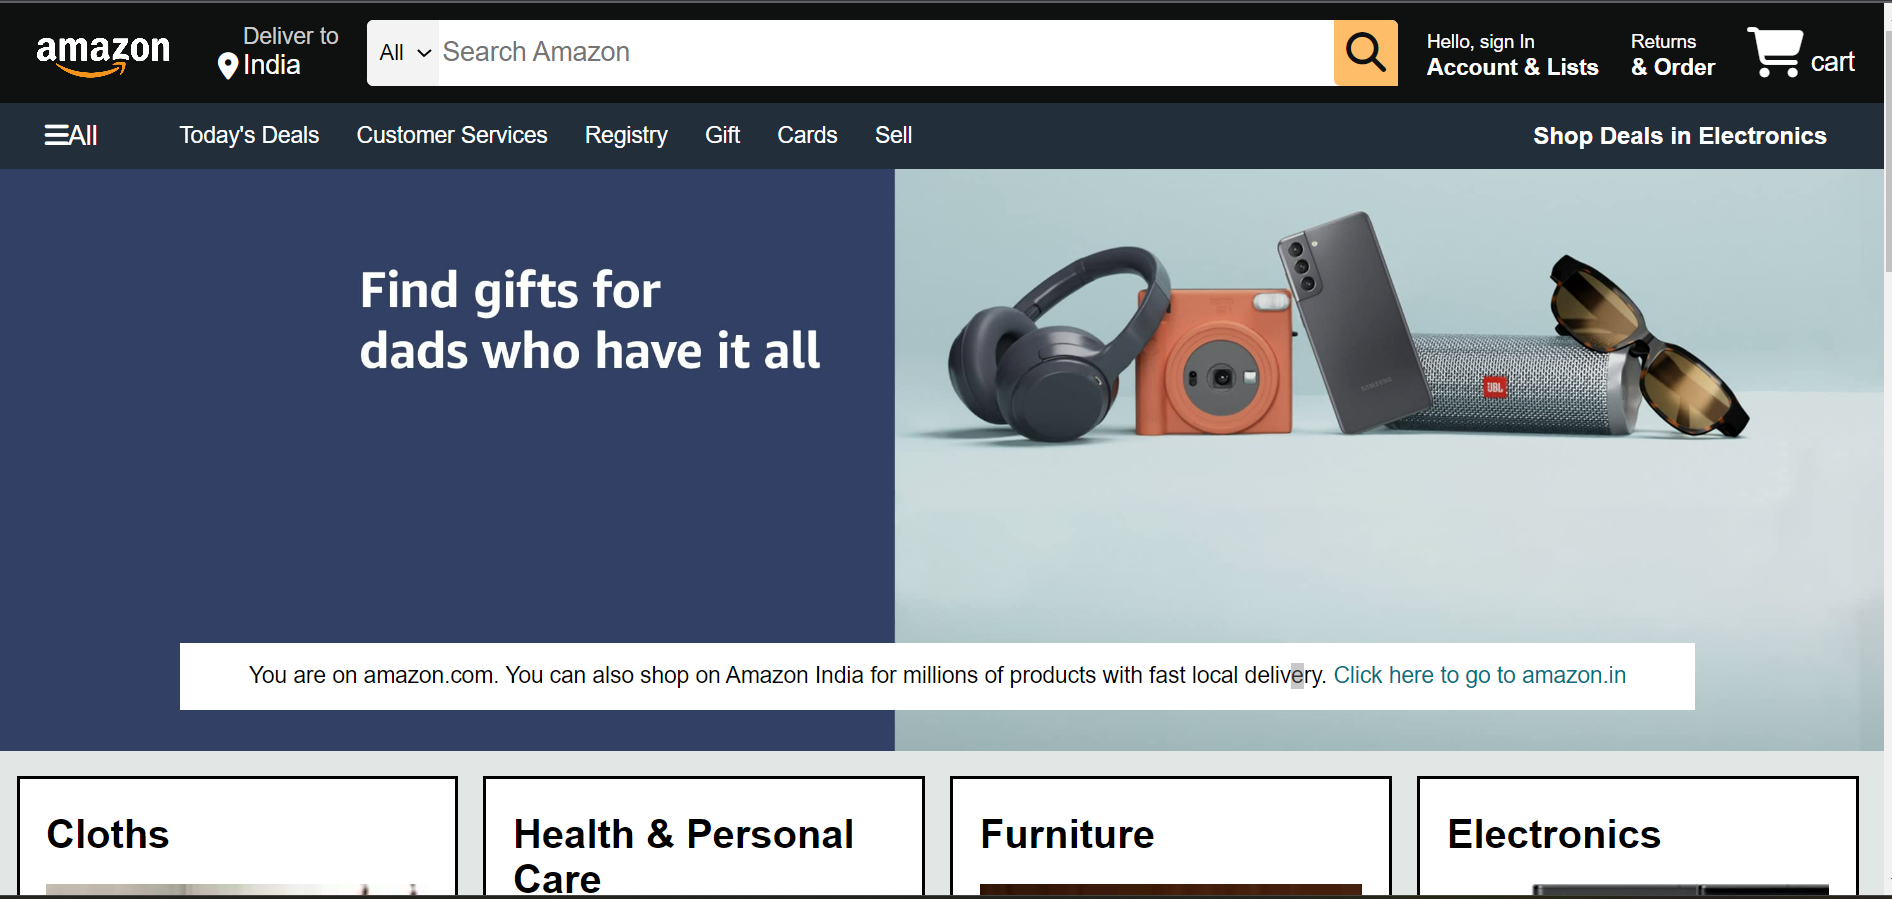 amazon
Deliver to
India
All
Search Amazon
Hello, sign In
Account & Lists
Returns
& Order
cart
All
Today's Deals
Customer Services
Registry
Gift
Cards
Sell
Shop Deals in Electronics
Find gifts for
dads who have it all
SAMSUNG
JBL
You are on amazon.com. You can also shop on Amazon India for millions of products with fast local delivery. Click here to go to amazon.in
Cloths
Health & Personal
Care
Furniture
Electronics